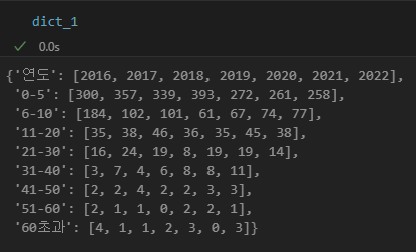 dict_1
0.0s
{'연도': [2016, 2017, 2018, 2019, 2020, 2021, 2022],
'0-5': [300, 357, 339, 393, 272, 261, 258],
'6-10': [184, 102, 101, 61, 67, 74, 77],
'11-20': [35, 38, 46, 36, 35, 45, 38],
'21-30': [16, 24, 19, 8, 19, 19, 14],
'31-40': [3, 7, 4, 6, 8, 8, 11],
'41-50': [2, 2, 4, 2, 2, 3, 3],
'51-60': [2, 1, 1, 0, 2, 2, 1],
'60초과': [4, 1, 1, 2, 3, 0, 3]}